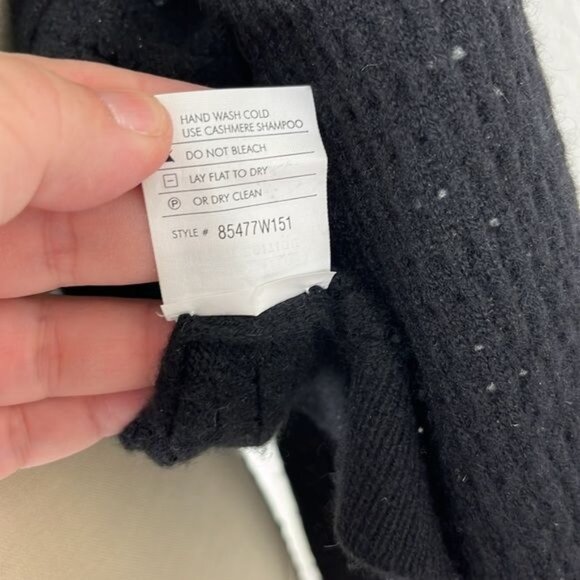 HAND WASH COLD
USE CASHMERE SHAMPOO
DO NOT BLEACH
LAY FLAT TO DRY
P OR DRY CLEAN
STYLE # 85477W151